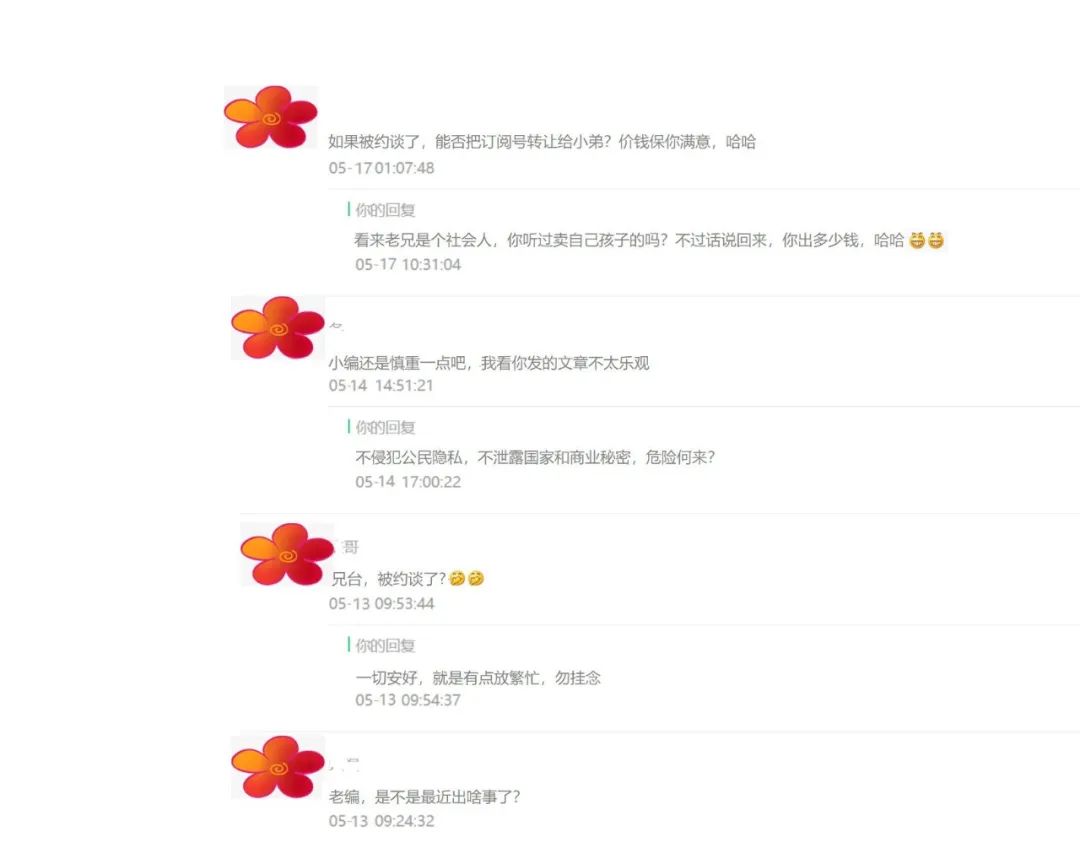 如果被约谈了，能否把订阅号转让给小弟？价钱保你满意，哈哈
05-17 01:07:48
你的回复
看来老兄是个社会人，你听过卖自己孩子的吗？不过话说回来，你出多少钱，哈哈
05-17 10:31:04
小编还是慎重一点吧，我看你发的文章不太乐观
05-14 14:51:21
你的回复
不侵犯公民隐私，不泄露国家和商业秘密，危险何来？
05-14 17:00:22
哥
兄台，被约谈了？
05-13 09:53:44
你的回复
一切安好，就是有点放繁忙，勿挂念
05-13 09:54:37
老编，是不是最近出啥事了？
05-13 09:24:32